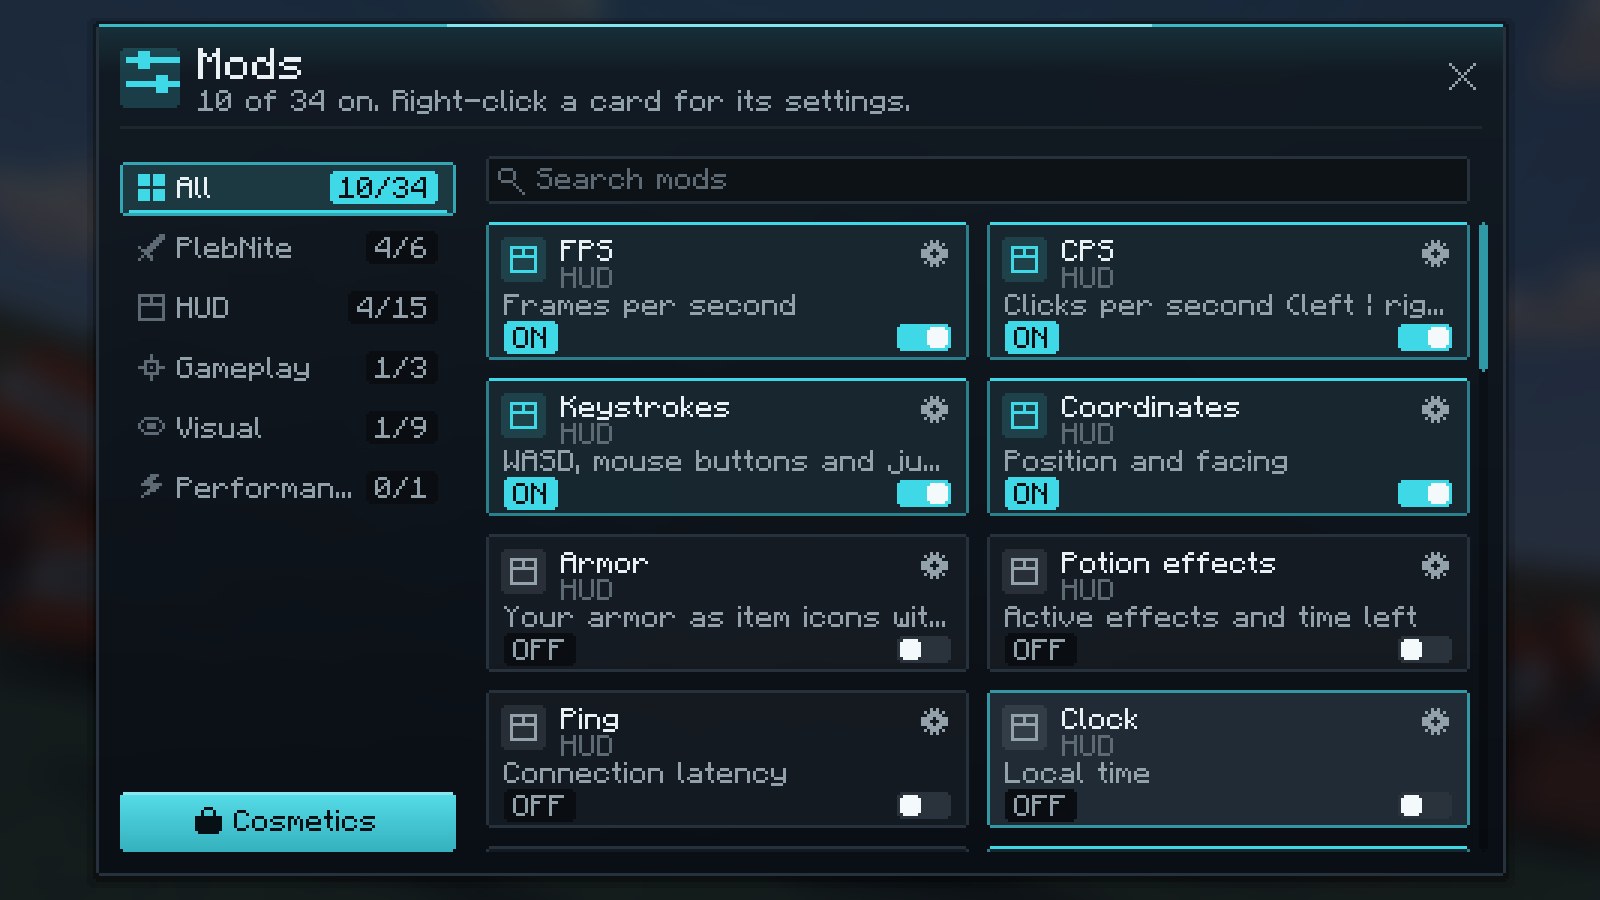 Mods
10 of 34 on. Right-click a card for its settings.
All 10/34
PlebNite 4/6
HUD 4/15
Gameplay 1/3
Visual 1/9
Performan... 0/1
Cosmetics
Search mods
FPS
HUD
Frames per second
ON
CPS
HUD
Clicks per second (left | rig...
ON
Keystrokes
HUD
WASD, mouse buttons and ju...
ON
Coordinates
HUD
Position and facing
ON
Armor
HUD
Your armor as item icons wit...
OFF
Potion effects
HUD
Active effects and time left
OFF
Ping
HUD
Connection latency
OFF
Clock
HUD
Local time
OFF